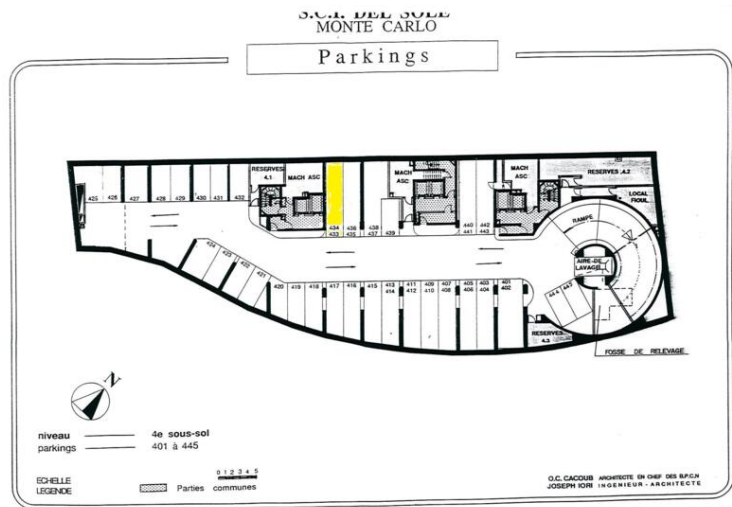 S.C.I. DEL SOLE
MONTE CARLO
Parkings
RESERVES
4.1
MACH ASC
MACH
ASC
MACH
ASC
RESERVES 4.2
LOCAL
FIOUL
425 426 427 428 429 430 431 432
434 436 438
433 435 437 439
440 442
441 443
RAMPE
AIRE DE
LAVAGE
424 423 422 421
420 419 418 417 416 415 413 411 409 407 405 403 401
414 412 410 408 406 404 402
444 445
RESERVES
4.3
FOSSE DE RELEVAGE
N
niveau 4e sous-sol
parkings 401 à 445
ECHELLE 0 1 2 3 4 5
LEGENDE Parties communes
O.C. CACOUB ARCHITECTE EN CHEF DES B.P.C.N
JOSEPH IORI INGENIEUR - ARCHITECTE